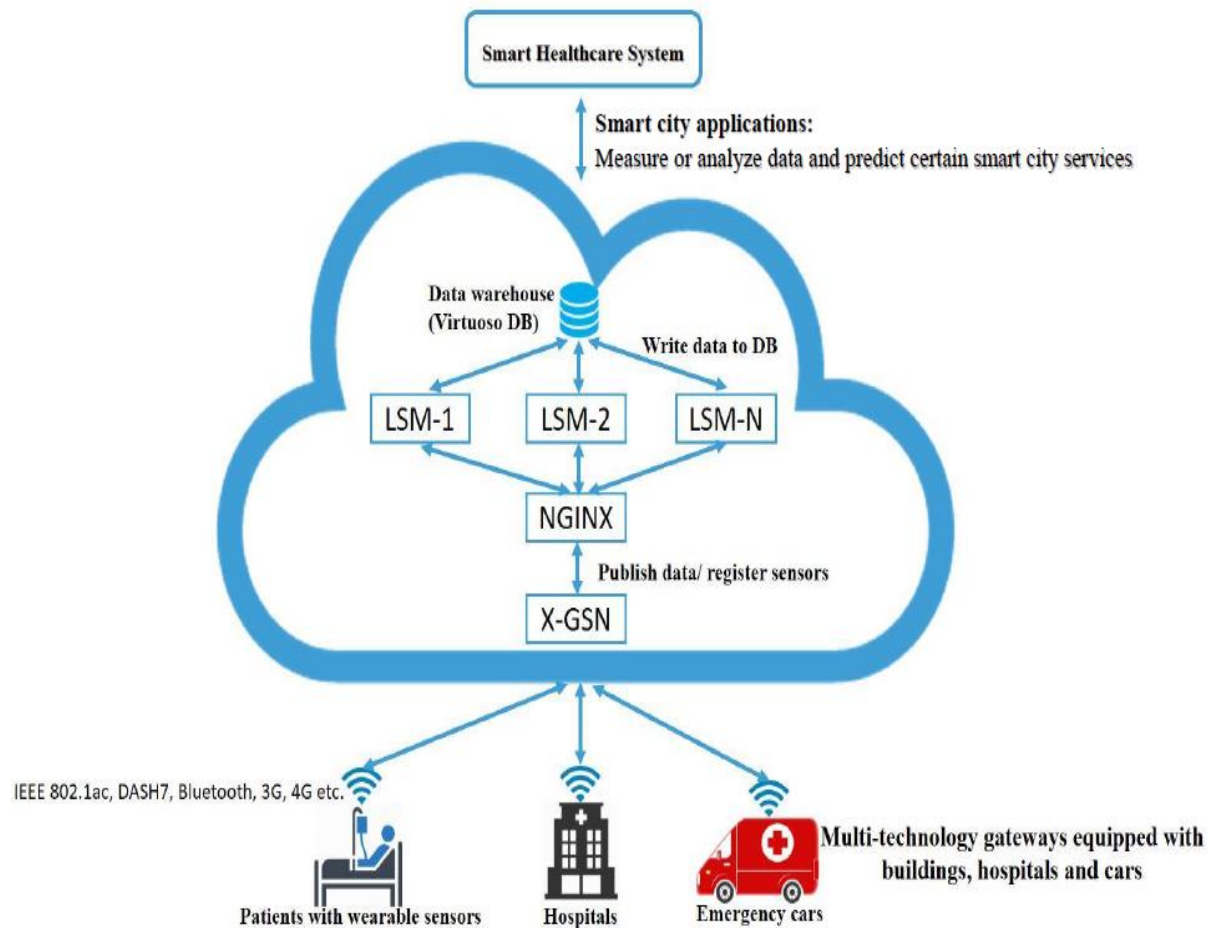 Smart Healthcare System
Smart city applications:
Measure or analyze data and predict certain smart city services
Data warehouse
(Virtuoso DB)
Write data to DB
LSM-1
LSM-2
LSM-N
NGINX
Publish data/ register sensors
X-GSN
IEEE 802.1ac, DASH7, Bluetooth, 3G, 4G etc.
Multi-technology gateways equipped with
buildings, hospitals and cars
Patients with wearable sensors
Hospitals
Emergency cars